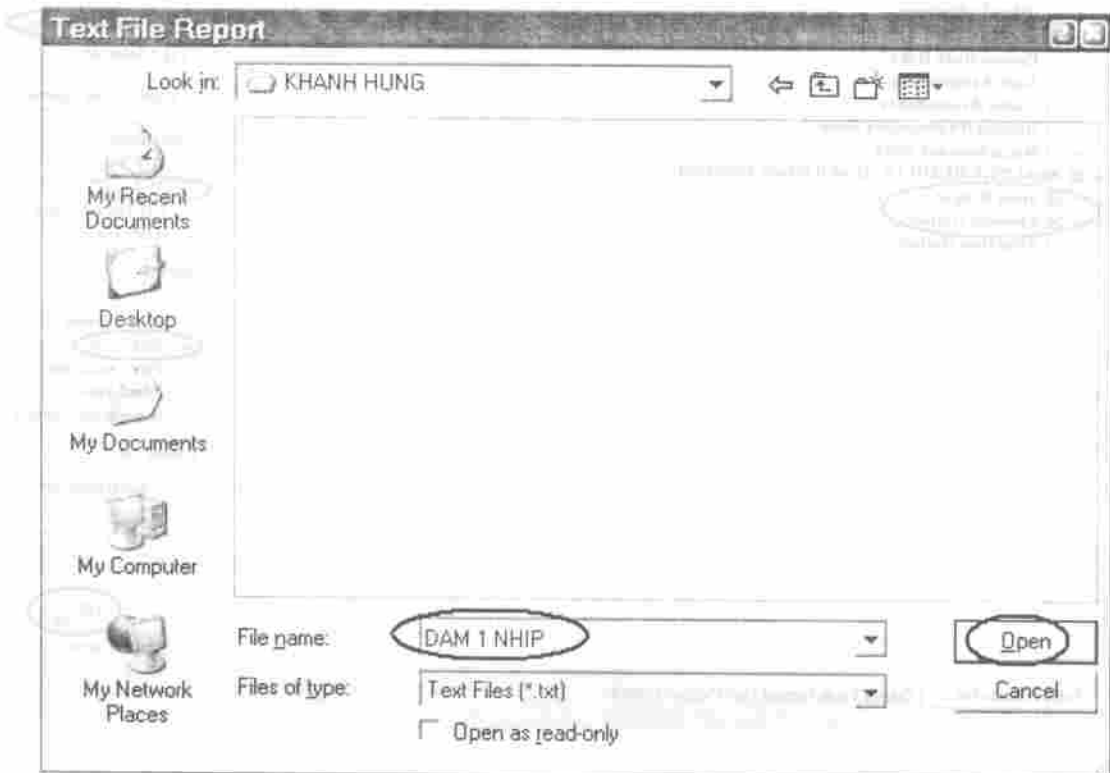 Text File Report
Look in: KHANH HUNG
My Recent
Documents
Desktop
My Documents
My Computer
My Network
Places
File name: DAM 1 NHIP Open
Files of type: Text Files (*.txt) Cancel
Open as read-only